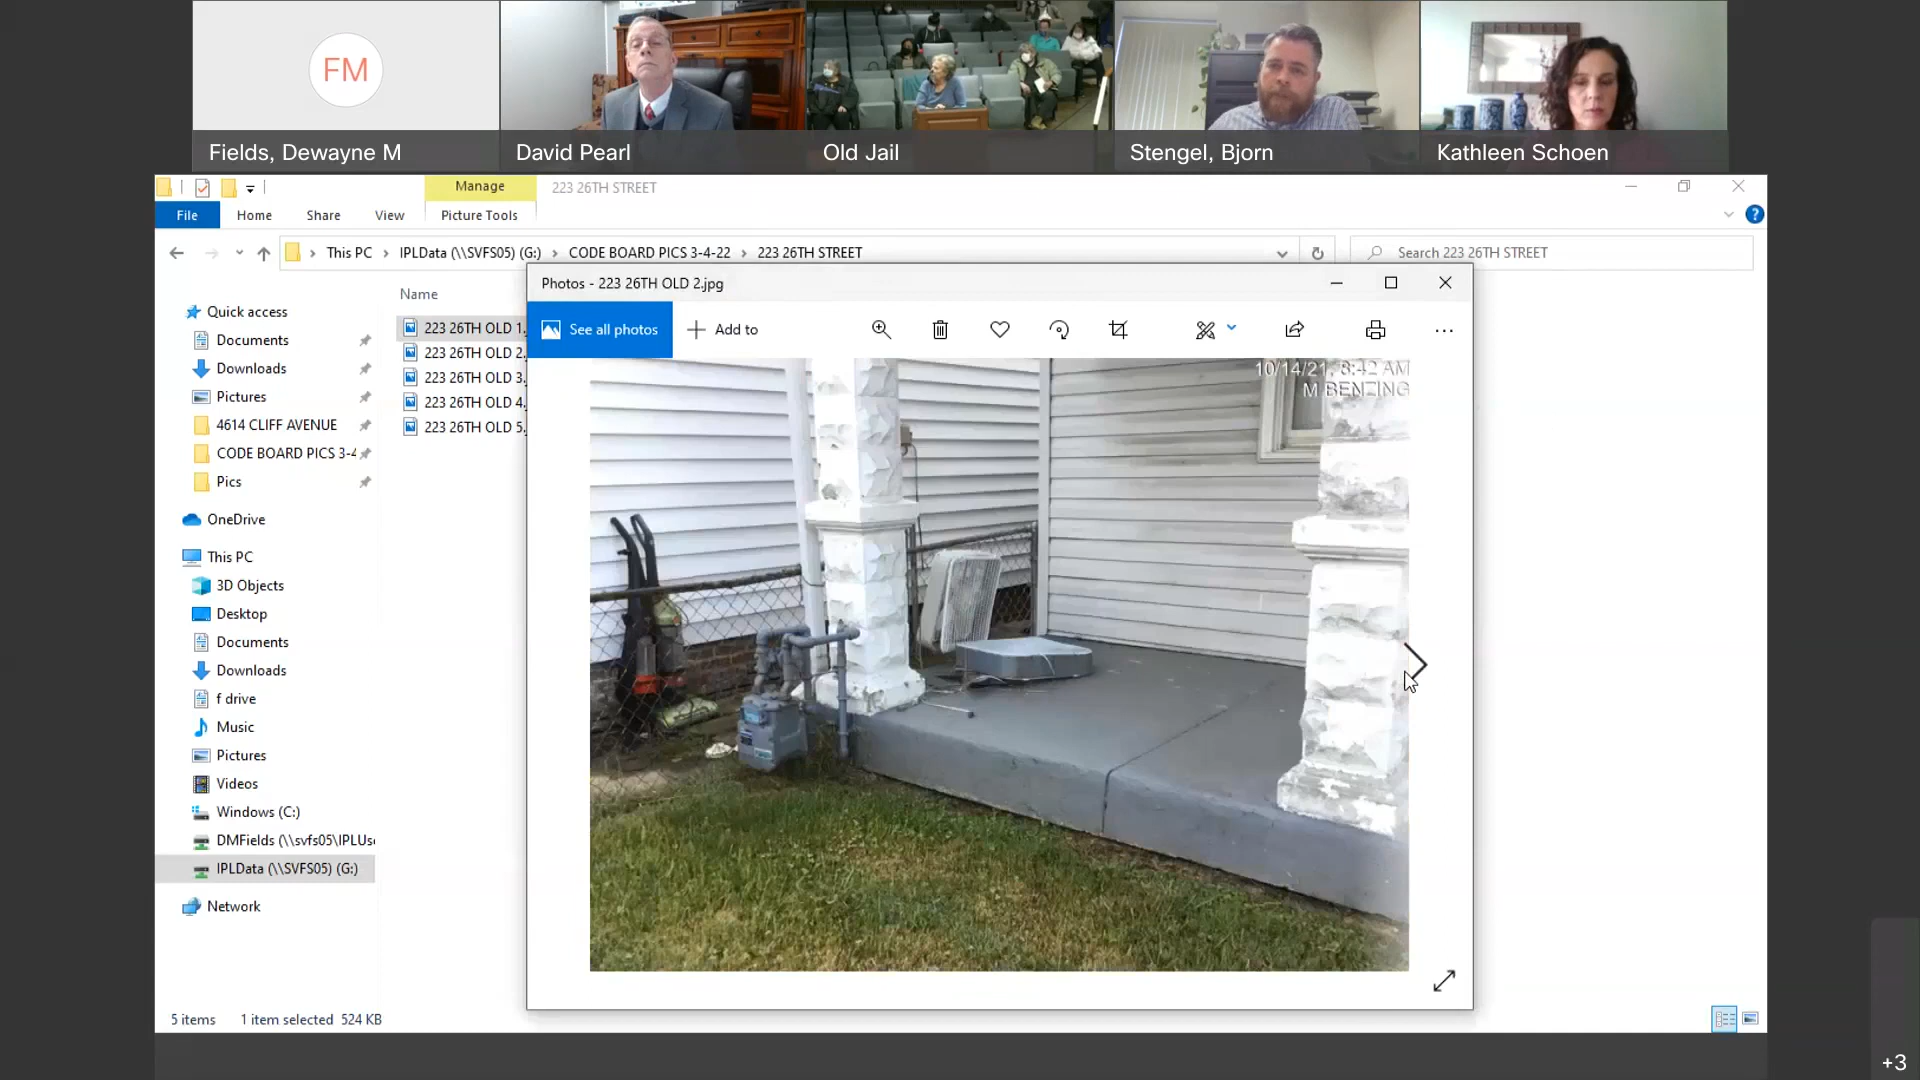 FM
Fields, Dewayne M
David Pearl
Old Jail
Stengel, Bjorn
Kathleen Schoen
Manage
223 26TH STREET
File
Home
Share
View
Picture Tools
This PC
IPLData (\\SVFS05) (G:)
CODE BOARD PICS 3-4-22
223 26TH STREET
Search 223 26TH STREET
Name
Photos - 223 26TH OLD 2.jpg
See all photos
Add to
223 26TH OLD 1.
223 26TH OLD 2.
223 26TH OLD 3.
223 26TH OLD 4.
223 26TH OLD 5.
10/14/21, 8:42 AM
M BENZING
Quick access
Documents
Downloads
Pictures
4614 CLIFF AVENUE
CODE BOARD PICS 3-4
Pics
OneDrive
This PC
3D Objects
Desktop
Documents
Downloads
f drive
Music
Pictures
Videos
Windows (C:)
DMFields (\\svfs05\IPLUse
IPLData (\\SVFS05) (G:)
Network
5 items
1 item selected 524 KB
+3